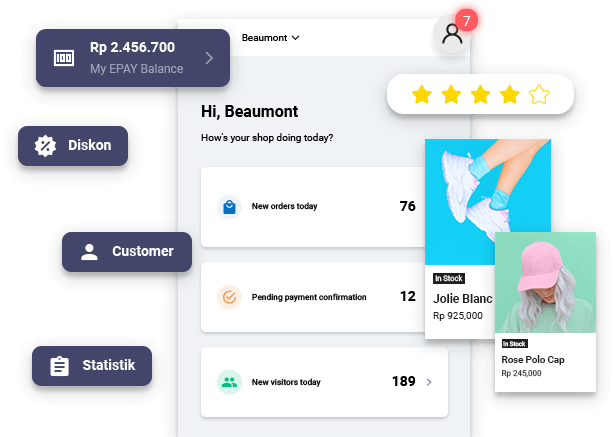 Rp 2.456.700
My EPAY Balance
Beaumont
7
Hi, Beaumont
How's your shop doing today?
Diskon
New orders today
76
Customer
Pending payment confirmation
12
Statistik
New visitors today
189
In Stock
Jolie Blanc
Rp 925,000
In Stock
Rose Polo Cap
Rp 245,000